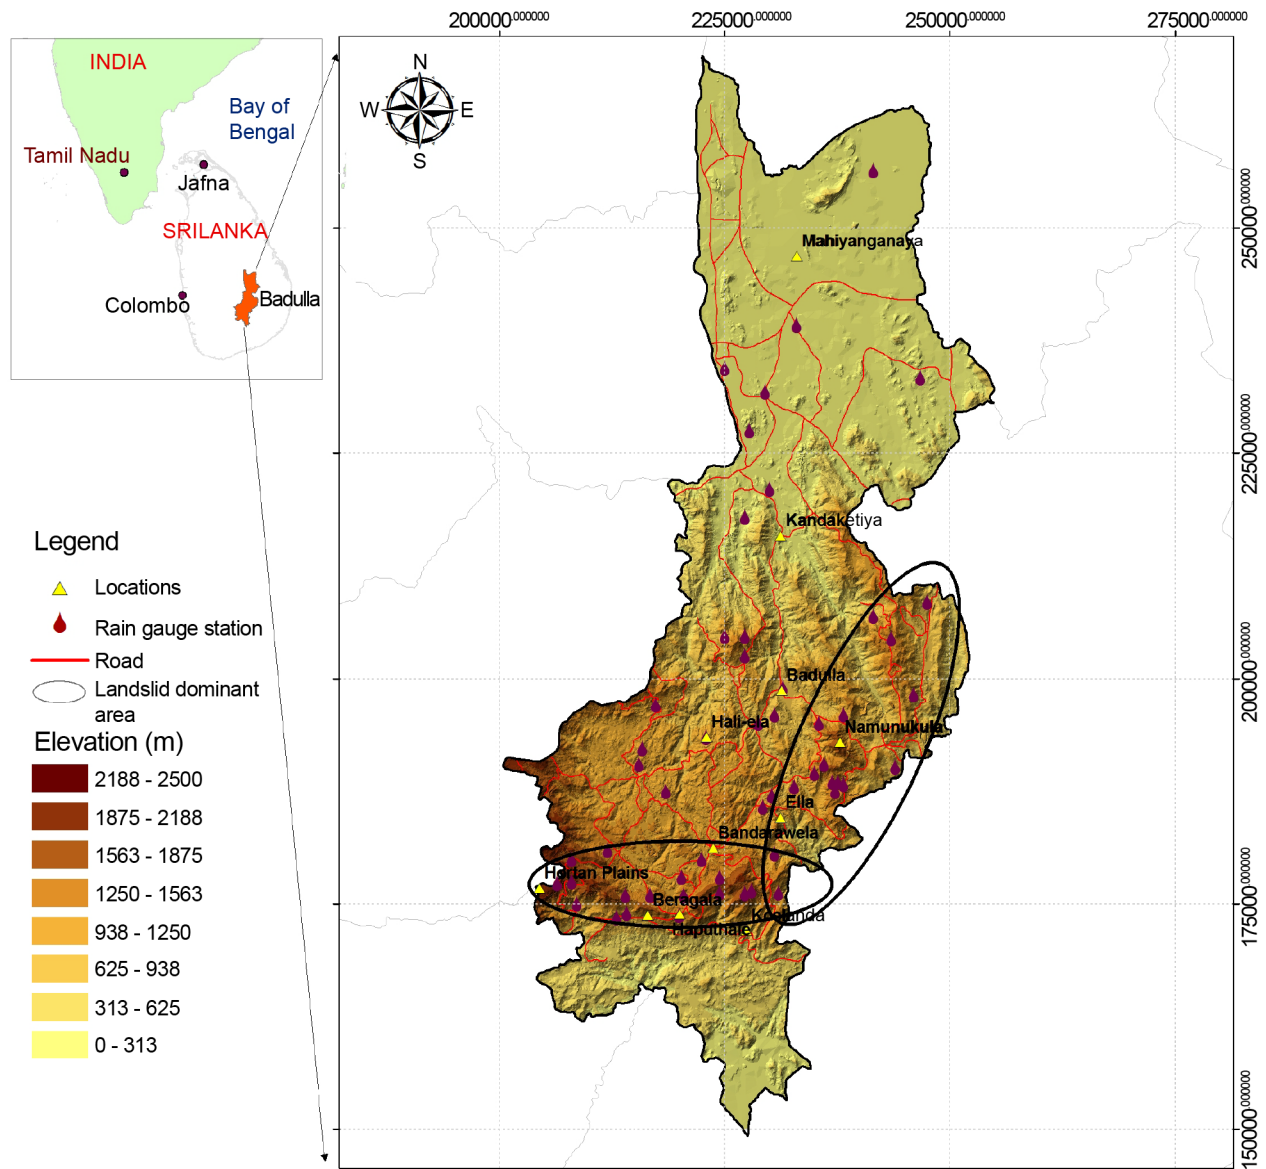 200000.000000
225000.000000
250000.000000
275000.000000
INDIA
Bay of
Bengal
Tamil Nadu
Jafna
SRILANKA
Colombo
Badulla
N
W
E
S
Mahiyanganaya
Kandaketiya
Badulla
Hali-ela
Namunukula
Ella
Bandarawela
Hortan Plains
Beragala
Koslanda
Haputhale
250000.000000
225000.000000
200000.000000
175000.000000
150000.000000
Legend
Locations
Rain gauge station
Road
Landslid dominant
area
Elevation (m)
2188 - 2500
1875 - 2188
1563 - 1875
1250 - 1563
938 - 1250
625 - 938
313 - 625
0 - 313